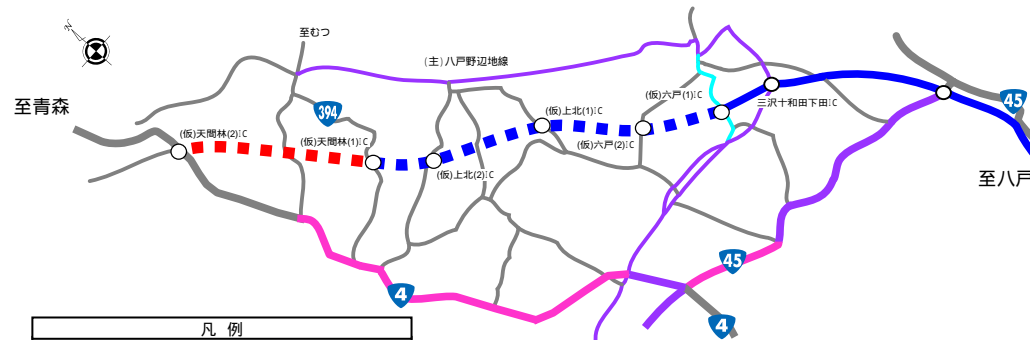 至むつ
(主)八戸野辺地線
至青森
394
(仮)天間林(2)IC
(仮)天間林(1)IC
(仮)上北(1)IC
(仮)上北(2)IC
(仮)六戸(1)IC
(仮)六戸(2)IC
三沢十和田下田IC
45
至八戸
45
4
4
凡 例